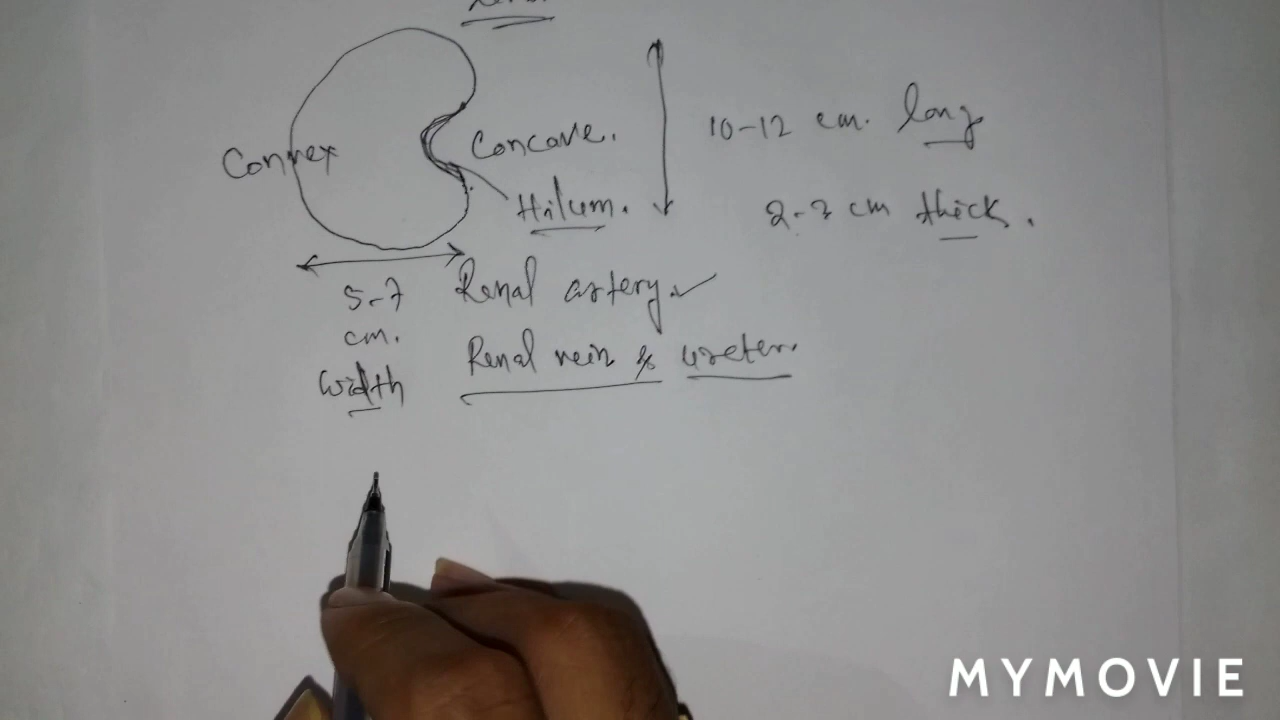 Convex
Concave.
Hilum.
10-12 cm. long
2-3 cm thick.
5-7
cm.
width
Renal artery
Renal vein & ureter.
MYMOVIE